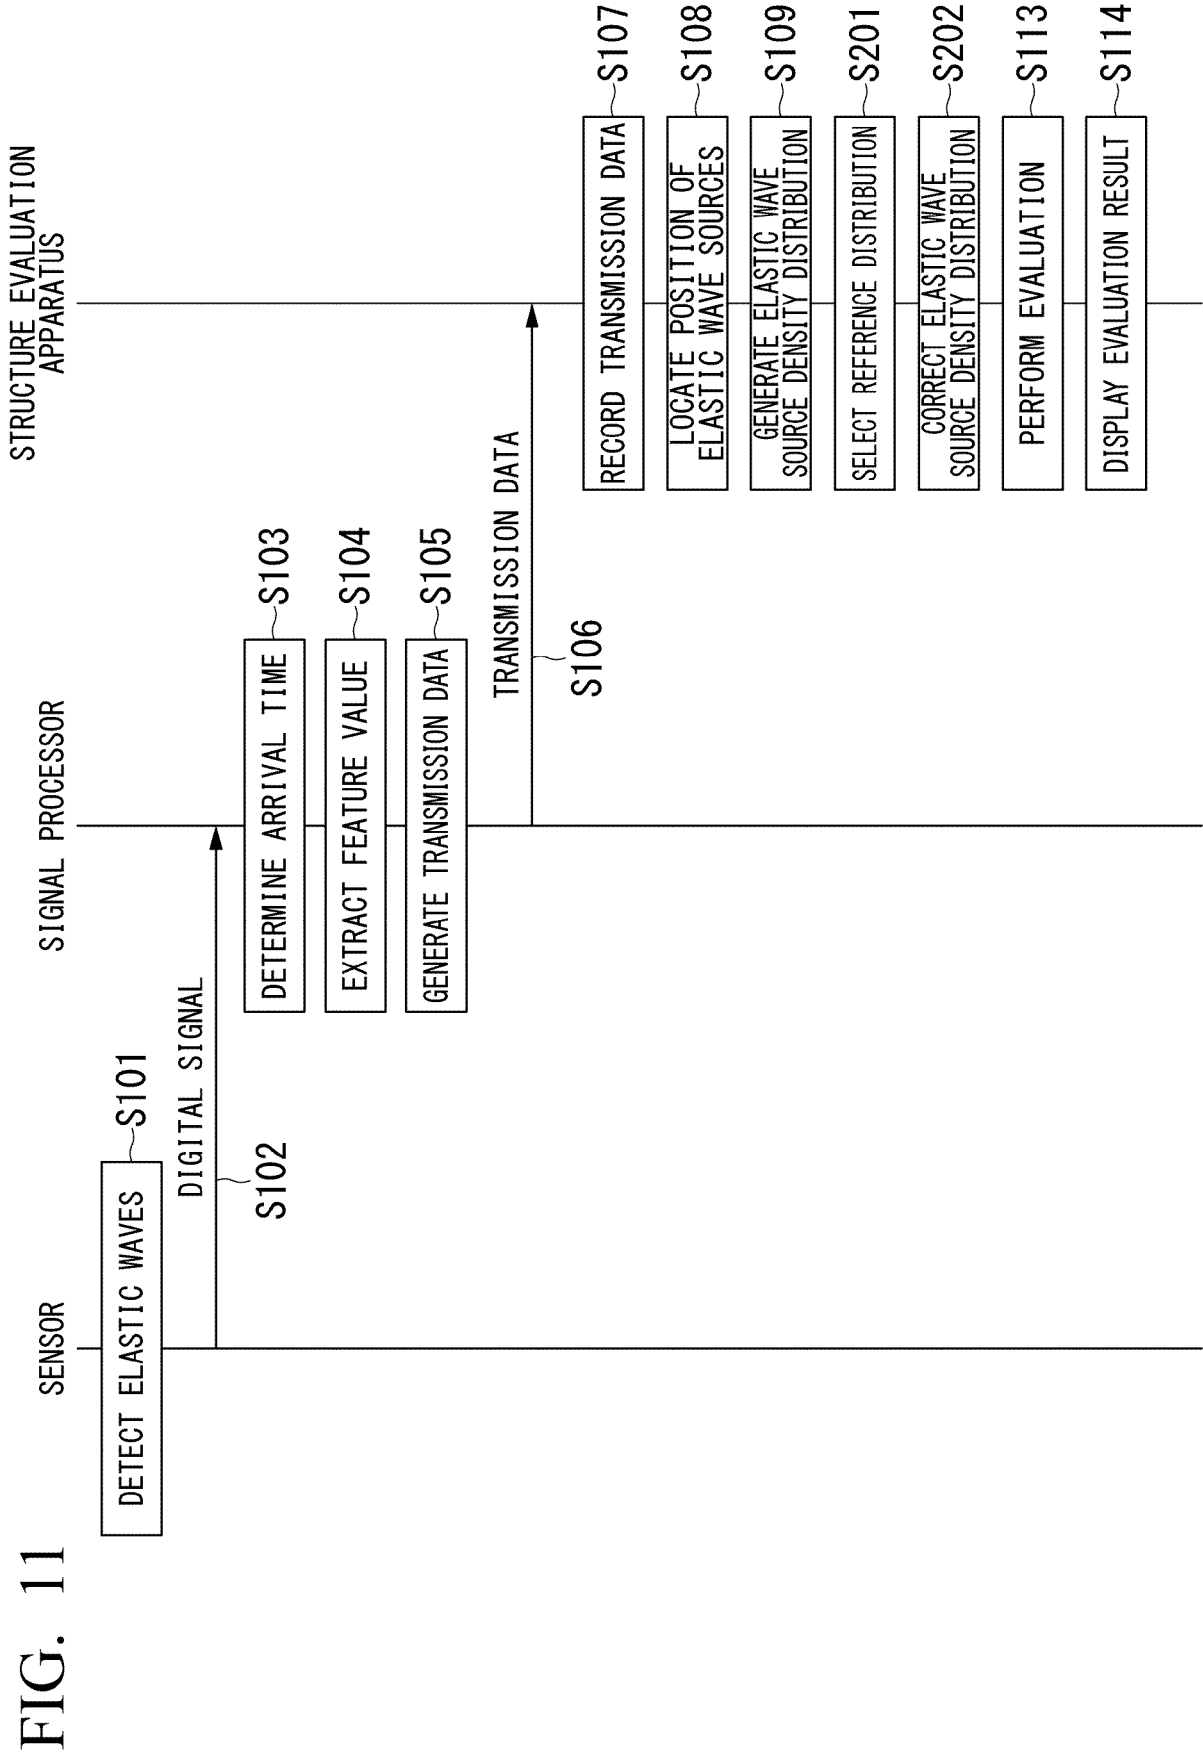 FIG. 11
SENSOR
SIGNAL PROCESSOR
STRUCTURE EVALUATION
APPARATUS
DETECT ELASTIC WAVES
S101
DIGITAL SIGNAL
S102
DETERMINE ARRIVAL TIME
S103
EXTRACT FEATURE VALUE
S104
GENERATE TRANSMISSION DATA
S105
TRANSMISSION DATA
S106
RECORD TRANSMISSION DATA
S107
LOCATE POSITION OF
ELASTIC WAVE SOURCES
S108
GENERATE ELASTIC WAVE
SOURCE DENSITY DISTRIBUTION
S109
SELECT REFERENCE DISTRIBUTION
S201
CORRECT ELASTIC WAVE
SOURCE DENSITY DISTRIBUTION
S202
PERFORM EVALUATION
S113
DISPLAY EVALUATION RESULT
S114